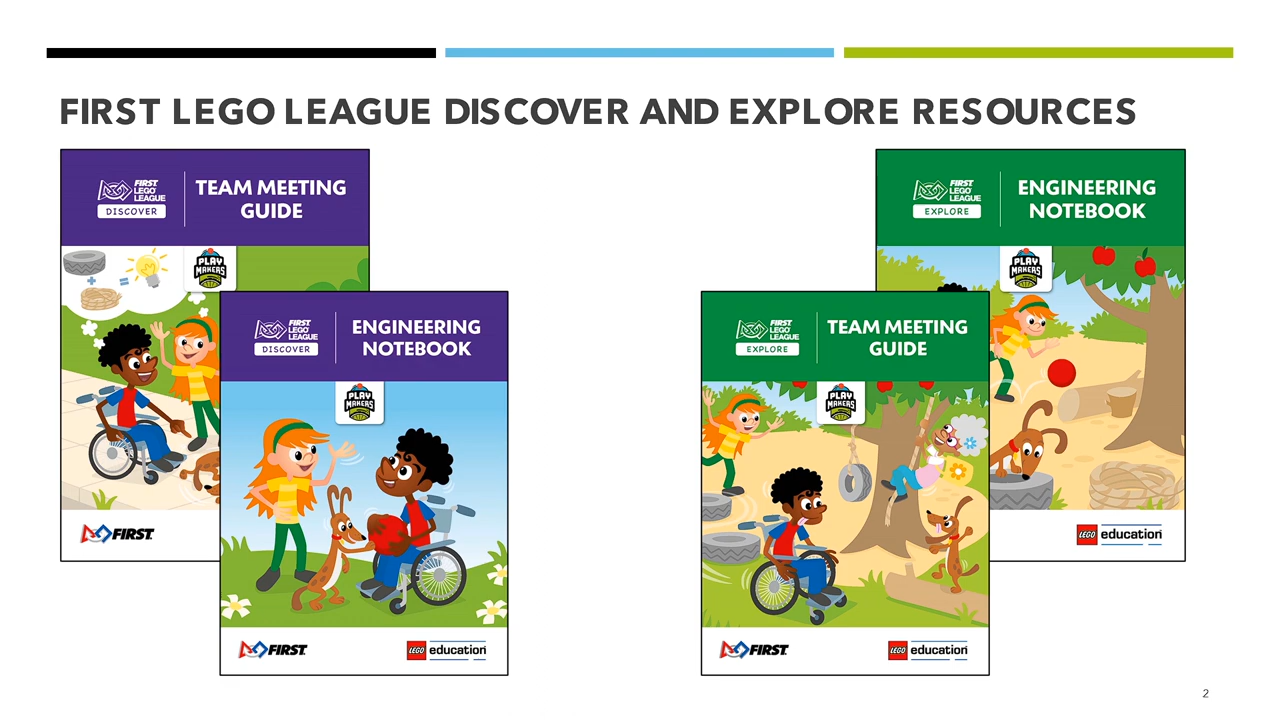 FIRST LEGO LEAGUE DISCOVER AND EXPLORE RESOURCES
FIRST
LEGO
LEAGUE
DISCOVER
TEAM MEETING
GUIDE
PLAY
MAKERS
FIRST
FIRST
LEGO
LEAGUE
DISCOVER
ENGINEERING
NOTEBOOK
PLAY
MAKERS
FIRST
LEGO education
FIRST
LEGO
LEAGUE
EXPLORE
TEAM MEETING
GUIDE
PLAY
MAKERS
FIRST
LEGO education
FIRST
LEGO
LEAGUE
EXPLORE
ENGINEERING
NOTEBOOK
PLAY
MAKERS
LEGO education
2